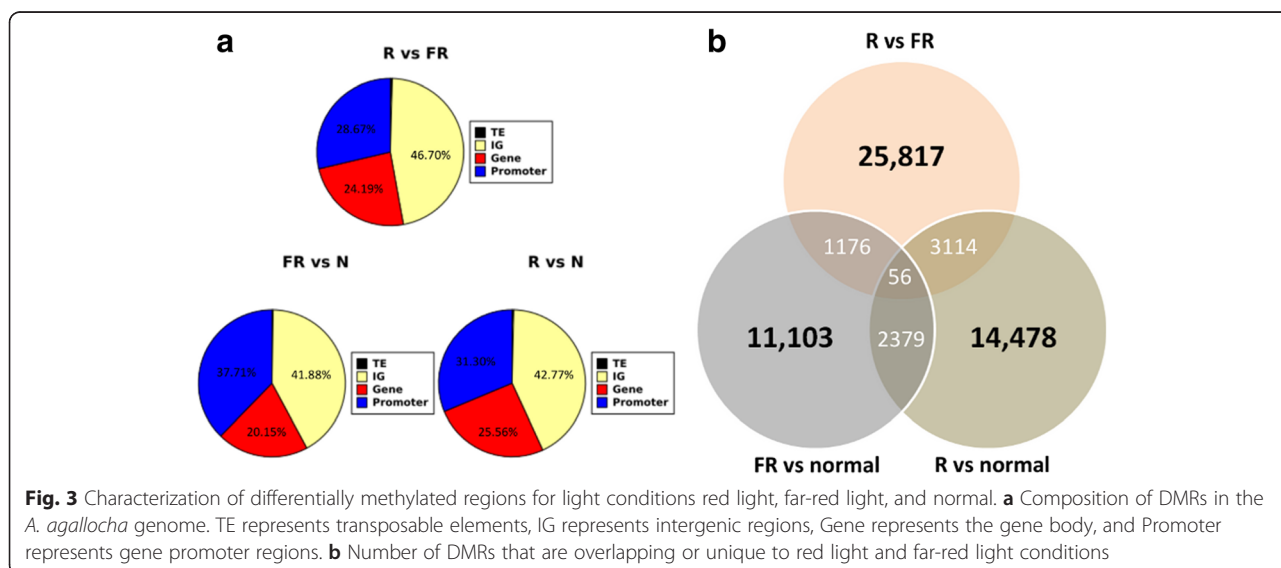 a
R vs FR
28.67%
46.70%
24.19%
TE
IG
Gene
Promoter
FR vs N
37.71%
41.88%
20.15%
TE
IG
Gene
Promoter
R vs N
31.30%
42.77%
25.56%
TE
IG
Gene
Promoter
b
R vs FR
25,817
1176
3114
56
11,103
2379
14,478
FR vs normal
R vs normal
Fig. 3 Characterization of differentially methylated regions for light conditions red light, far-red light, and normal. a Composition of DMRs in the
A. agallocha genome. TE represents transposable elements, IG represents intergenic regions, Gene represents the gene body, and Promoter
represents gene promoter regions. b Number of DMRs that are overlapping or unique to red light and far-red light conditions